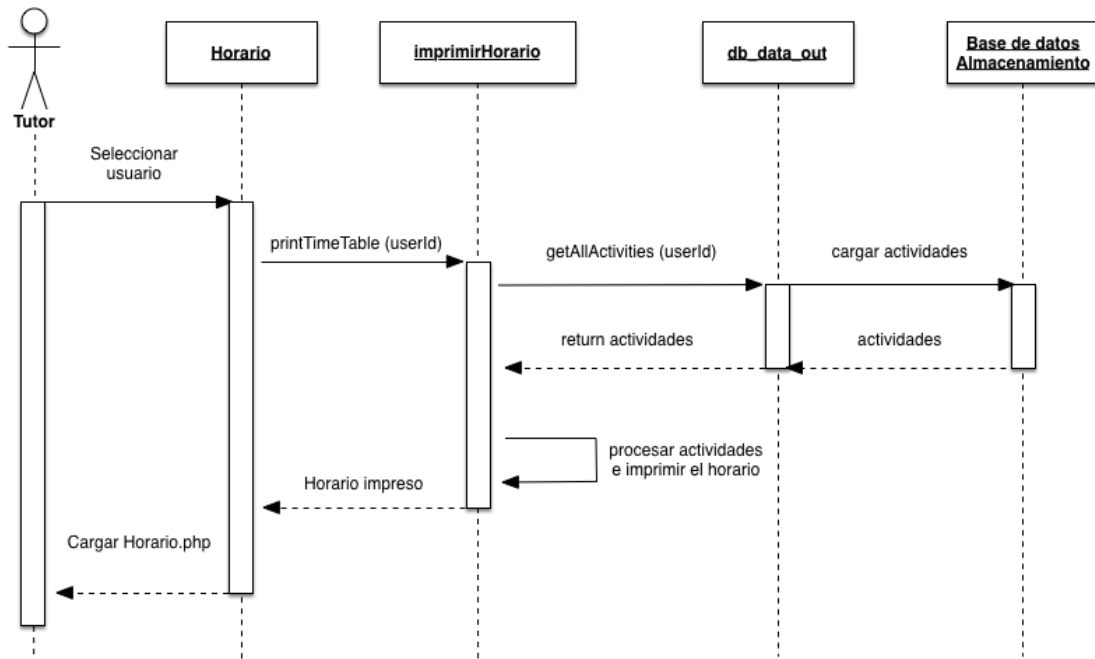 Horario
imprimirHorario
db_data_out
Base de datos
Almacenamiento
Tutor
Seleccionar
usuario
printTimeTable (userId)
getAllActivities (userId)
cargar actividades
return actividades
actividades
procesar actividades
e imprimir el horario
Horario impreso
Cargar Horario.php